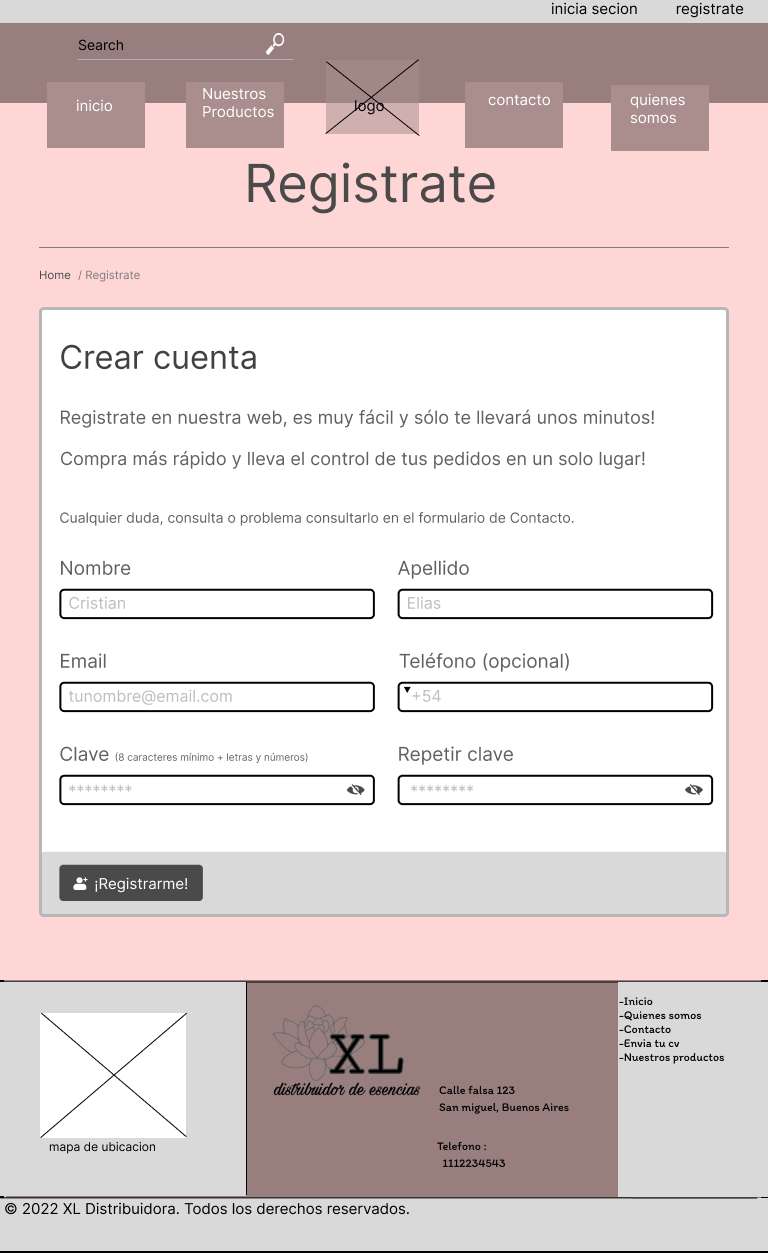 inicia secion registrate
Search
inicio
Nuestros
Productos
logo
contacto
quienes
somos
Registrate
Home / Registrate
Crear cuenta
Registrate en nuestra web, es muy fácil y sólo te llevará unos minutos!
Compra más rápido y lleva el control de tus pedidos en un solo lugar!
Cualquier duda, consulta o problema consultarlo en el formulario de Contacto.
Nombre
Cristian
Apellido
Elias
Email
tunombre@email.com
Teléfono (opcional)
+54
Clave (8 caracteres mínimo + letras y números)
********
Repetir clave
********
¡Registrarme!
mapa de ubicacion
XL
distribuidor de esencias
Calle falsa 123
San miguel, Buenos Aires
Telefono :
1112234543
-Inicio
-Quienes somos
-Contacto
-Envia tu cv
-Nuestros productos
© 2022 XL Distribuidora. Todos los derechos reservados.